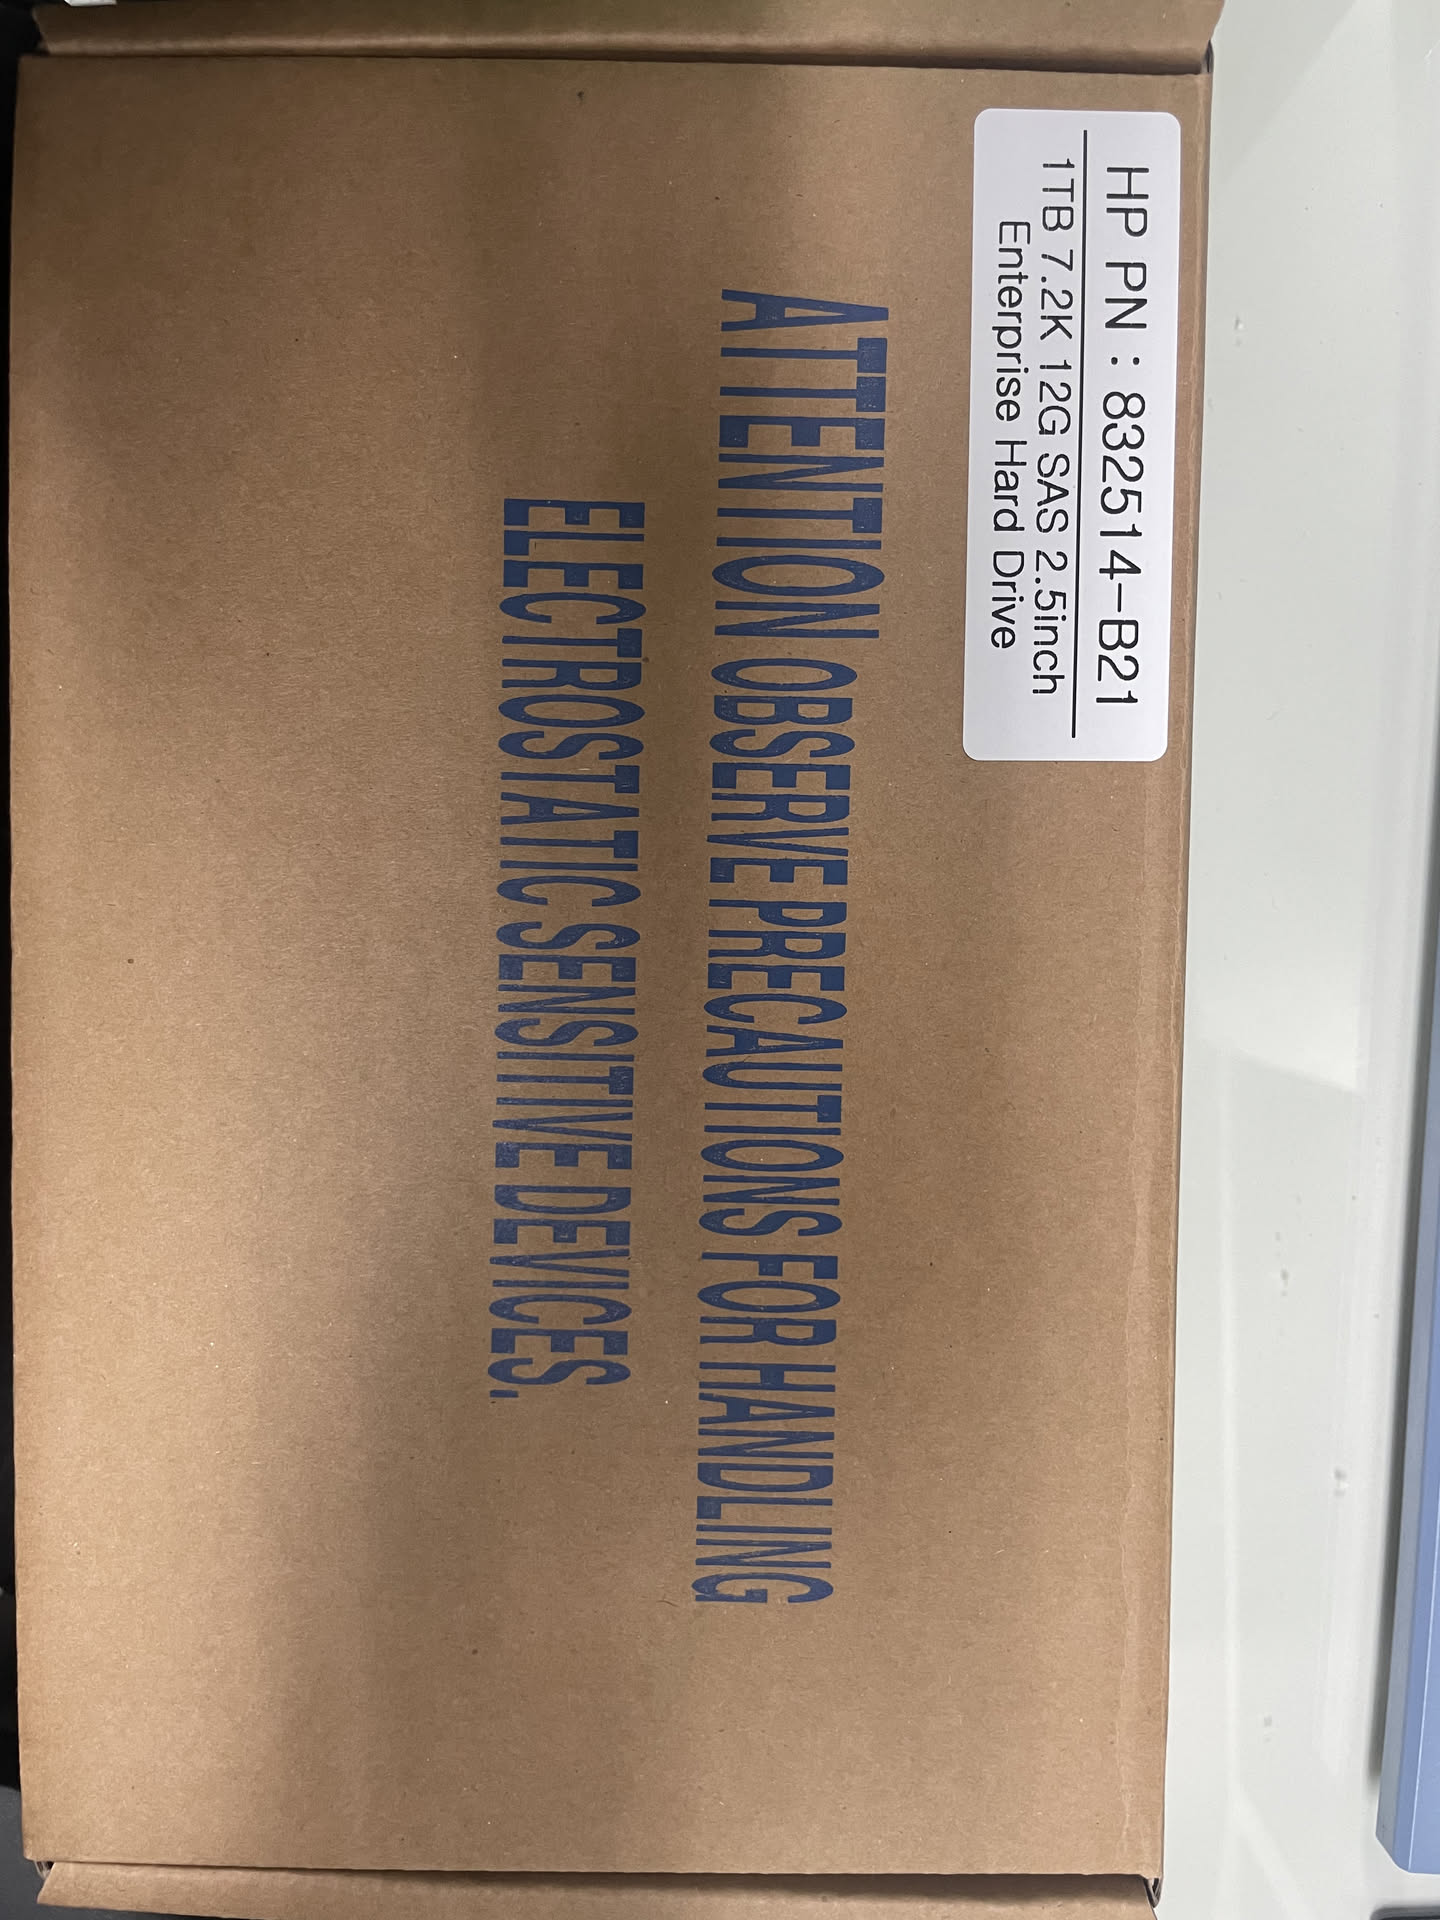 HP PN : 832514-B21
1TB 7.2K 12G SAS 2.5inch
Enterprise Hard Drive
ATTENTION OBSERVE PRECAUTIONS FOR HANDLING
ELECTROSTATIC SENSITIVE DEVICES.